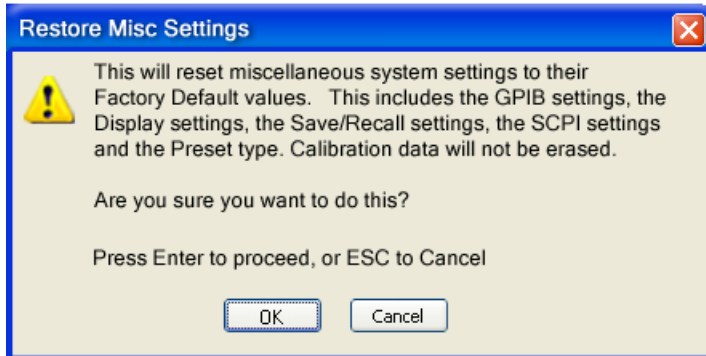 Restore Misc Settings
This will reset miscellaneous system settings to their
Factory Default values.   This includes the GPIB settings, the
Display settings, the Save/Recall settings, the SCPI settings
and the Preset type. Calibration data will not be erased.
Are you sure you want to do this?
Press Enter to proceed, or ESC to Cancel
OK
Cancel